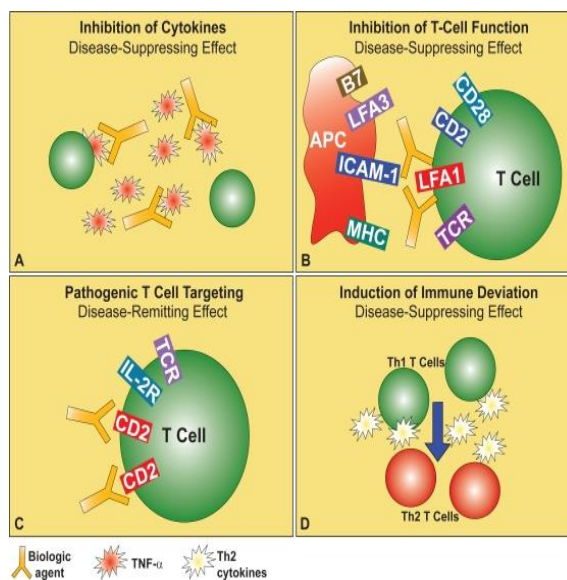 Inhibition of Cytokines
Disease-Suppressing Effect
A
Inhibition of T-Cell Function
Disease-Suppressing Effect
B7
LFA3
APC
ICAM-1
MHC
CD28
CD2
LFA1
TCR
T Cell
B
Pathogenic T Cell Targeting
Disease-Remitting Effect
TCR
IL-2R
CD2
CD2
T Cell
C
Induction of Immune Deviation
Disease-Suppressing Effect
Th1 T Cells
Th2 T Cells
D
Biologic
agent
TNF-α
Th2
cytokines